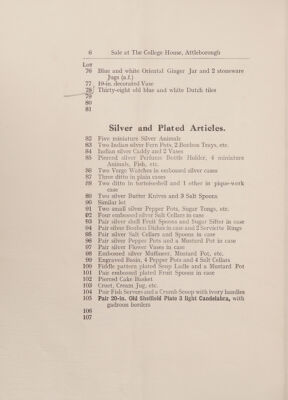 6 Sale at The College House, Attleborough
Lot
76 Blue and white Oriental Ginger Jar and 2 stoneware
Jugs (a.f.)
77 19-in. decorated Vase
78 Thirty-eight old blue and white Dutch tiles
79
80
81
Silver and Plated Articles.
82 Five miniature Silver Animals
83 Two Indian silver Fern Pots, 2 Bonbon Trays, etc.
84 Indian silver Caddy and 2 Vases
85 Pierced silver Perfume Bottle Holder, 4 miniature
Animals, Fish, etc.
86 Two Verge Watches in embossed silver cases
87 Three ditto in plain cases
88 Two ditto in tortoiseshell and 1 other in pique-work
case
89 Two silver Butter Knives and 3 Salt Spoons
90 Similar lot
91 Two small silver Pepper Pots, Sugar Tongs, etc.
92 Four embossed silver Salt Cellars in case
93 Pair silver shell Fruit Spoons and Sugar Sifter in case
94 Pair silver Bonbon Dishes in case and 2 Serviette Rings
95 Pair silver Salt Cellars and Spoons in case
96 Pair silver Pepper Pots and a Mustard Pot in case
97 Pair silver Flower Vases in case
98 Embossed silver Muffineer, Mustard Pot, etc.
99 Engraved Basin, 4 Pepper Pots and 4 Salt Cellars
100 Fiddle pattern plated Soup Ladle and a Mustard Pot
101 Pair embossed plated Fruit Spoons in case
102 Pierced Cake Basket
103 Cruet, Cream Jug, etc.
104 Pair Fish Servers and a Crumb Scoop with ivory handles
105 Pair 20-in. Old Sheffield Plate 3 light Candelabra, with
gadroon borders
106
107